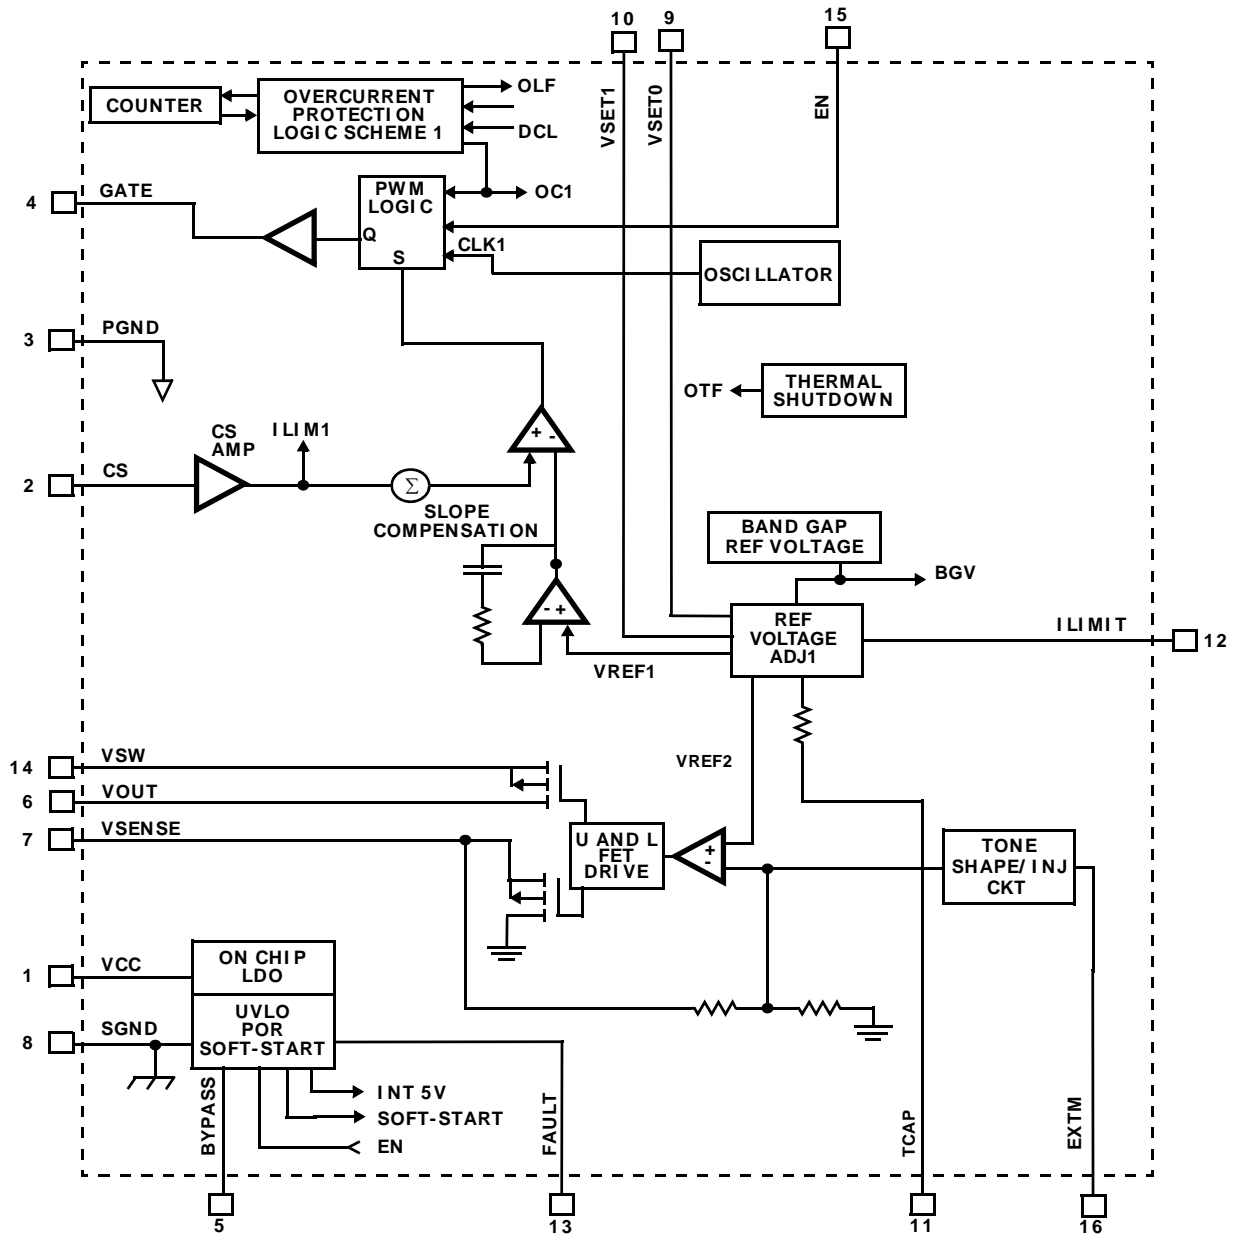 10
9
15
COUNTER
OVERCURRENT
PROTECTION
LOGIC SCHEME 1
OLF
DCL
VSET1
VSET0
EN
4
GATE
PWM
LOGIC
Q
S
OC1
CLK1
OSCILLATOR
3
PGND
OTF
THERMAL
SHUTDOWN
CS
AMP
ILIM1
+ -
2
CS
Σ
SLOPE
COMPENSATION
BAND GAP
REF VOLTAGE
BGV
- +
REF
VOLTAGE
ADJ1
ILIMIT
12
VREF1
14
VSW
VREF2
6
VOUT
7
VSENSE
U AND L
FET
DRIVE
+
-
TONE
SHAPE/INJ
CKT
1
VCC
ON CHIP
LDO
8
SGND
UVLO
POR
SOFT-START
BYPASS
INT 5V
SOFT-START
EN
FAULT
TCAP
EXTM
5
13
11
16